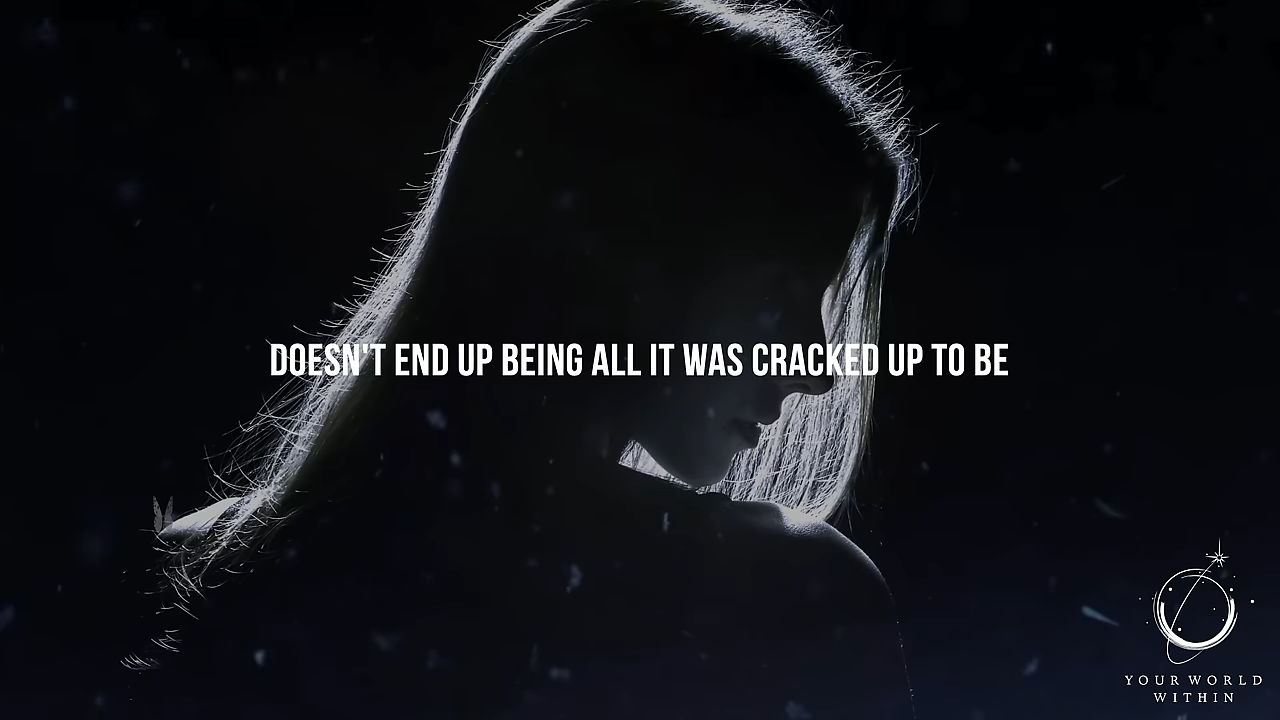 DOESN'T END UP BEING ALL IT WAS CRACKED UP TO BE
YOUR WORLD
WITHIN